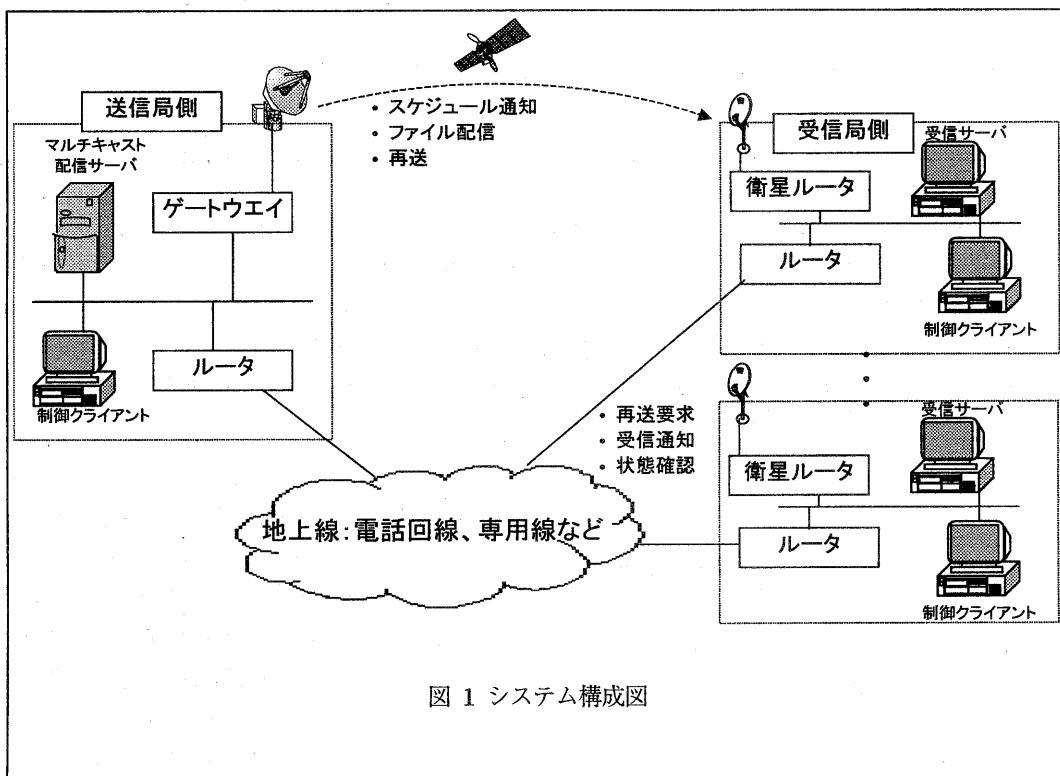 送信局側
マルチキャスト
配信サーバ
ゲートウエイ
ルータ
制御クライアント
• スケジュール通知
• ファイル配信
• 再送
受信局側
受信サーバ
衛星ルータ
ルータ
制御クライアント
• 再送要求
• 受信通知
• 状態確認
受信サーバ
衛星ルータ
ルータ
制御クライアント
地上線:電話回線、専用線など
図 1 システム構成図